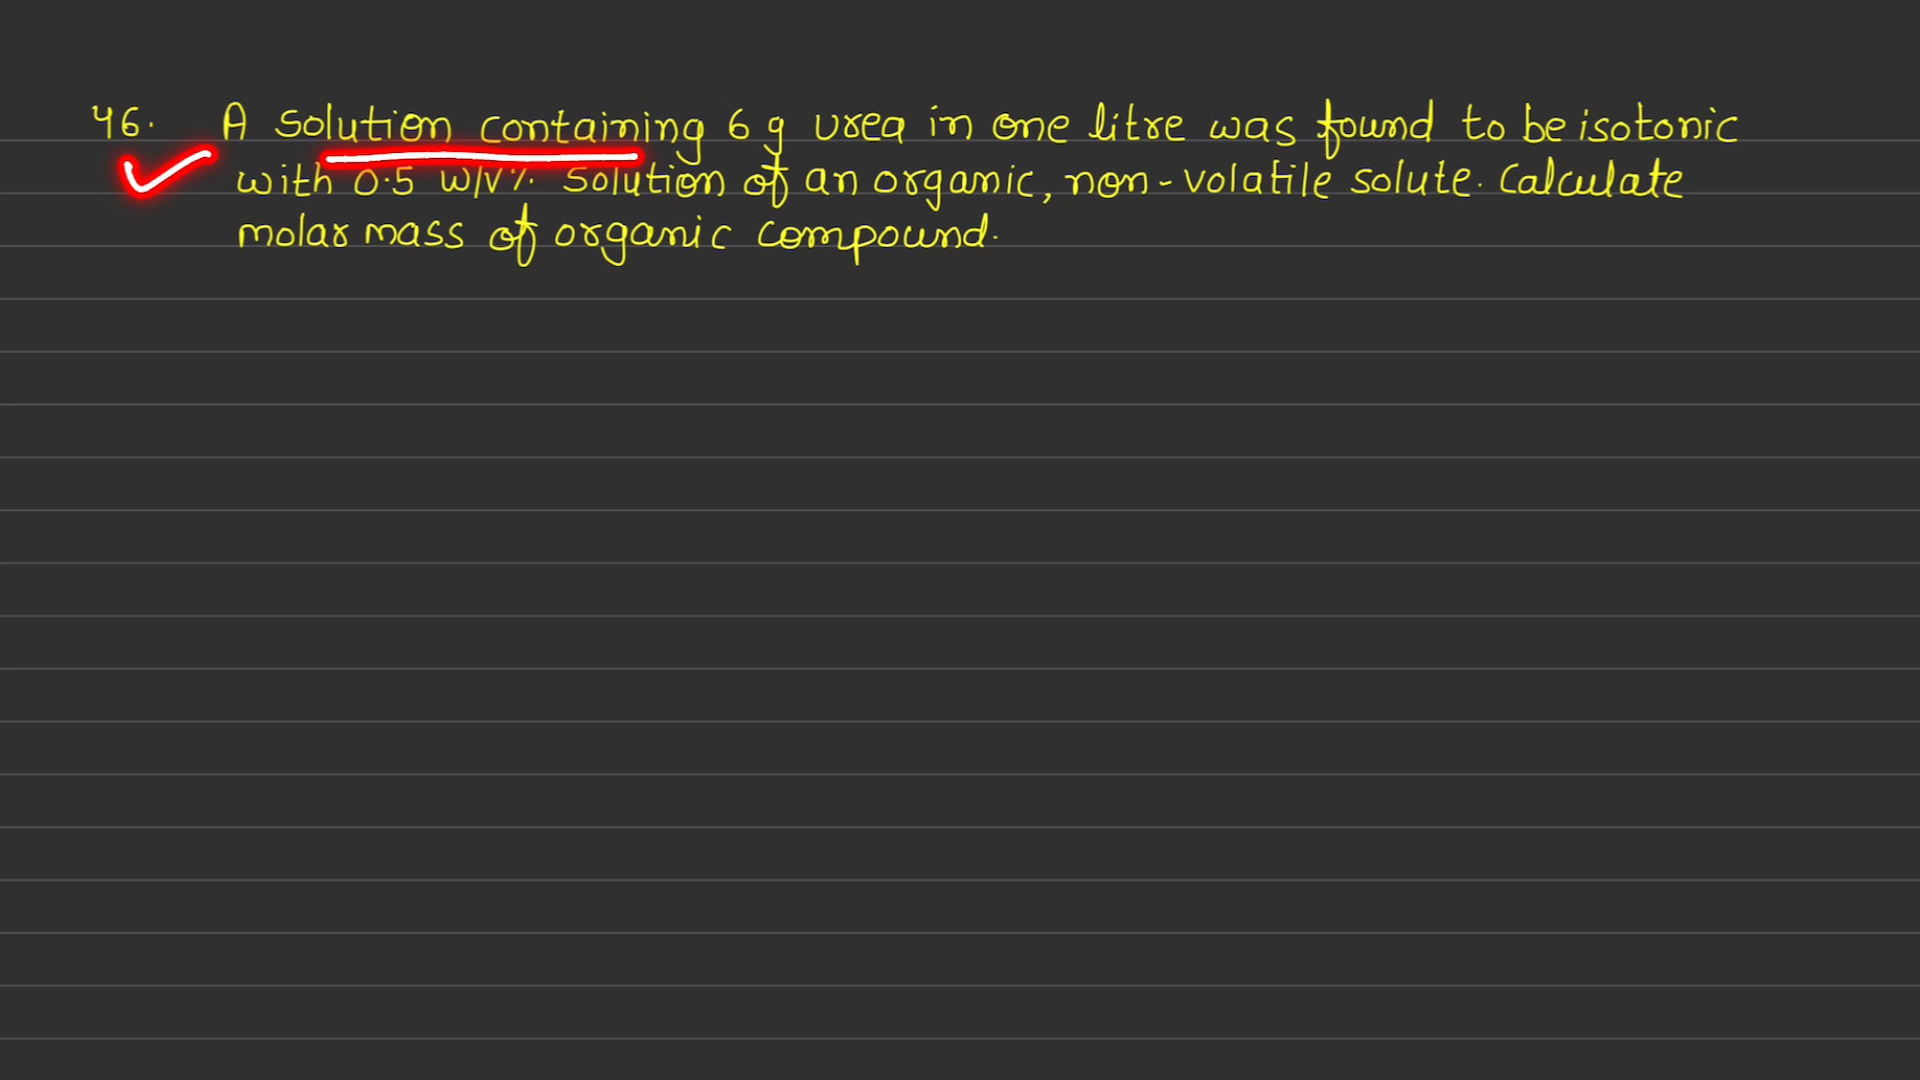 46. A solution containing 6 g urea in one litre was found to be isotonic
with 0.5 W/V% solution of an organic, non-volatile solute. Calculate
molar mass of organic compound.